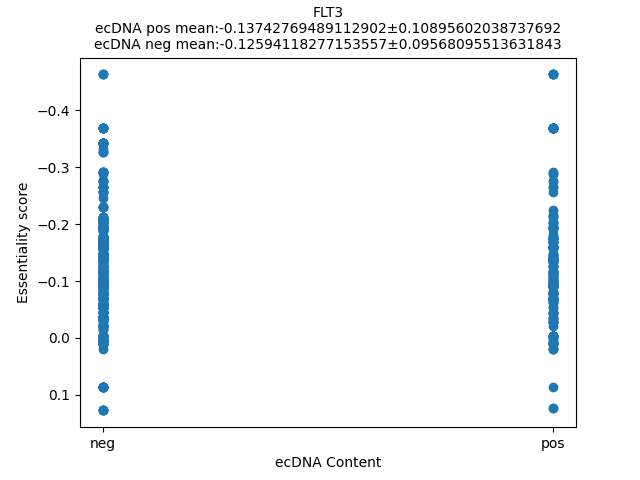 FLT3
ecDNA pos mean:-0.13742769489112902±0.10895602038737692
ecDNA neg mean:-0.12594118277153557±0.09568095513631843
−0.4
−0.3
−0.2
−0.1
0.0
0.1
Essentiality score
neg
pos
ecDNA Content